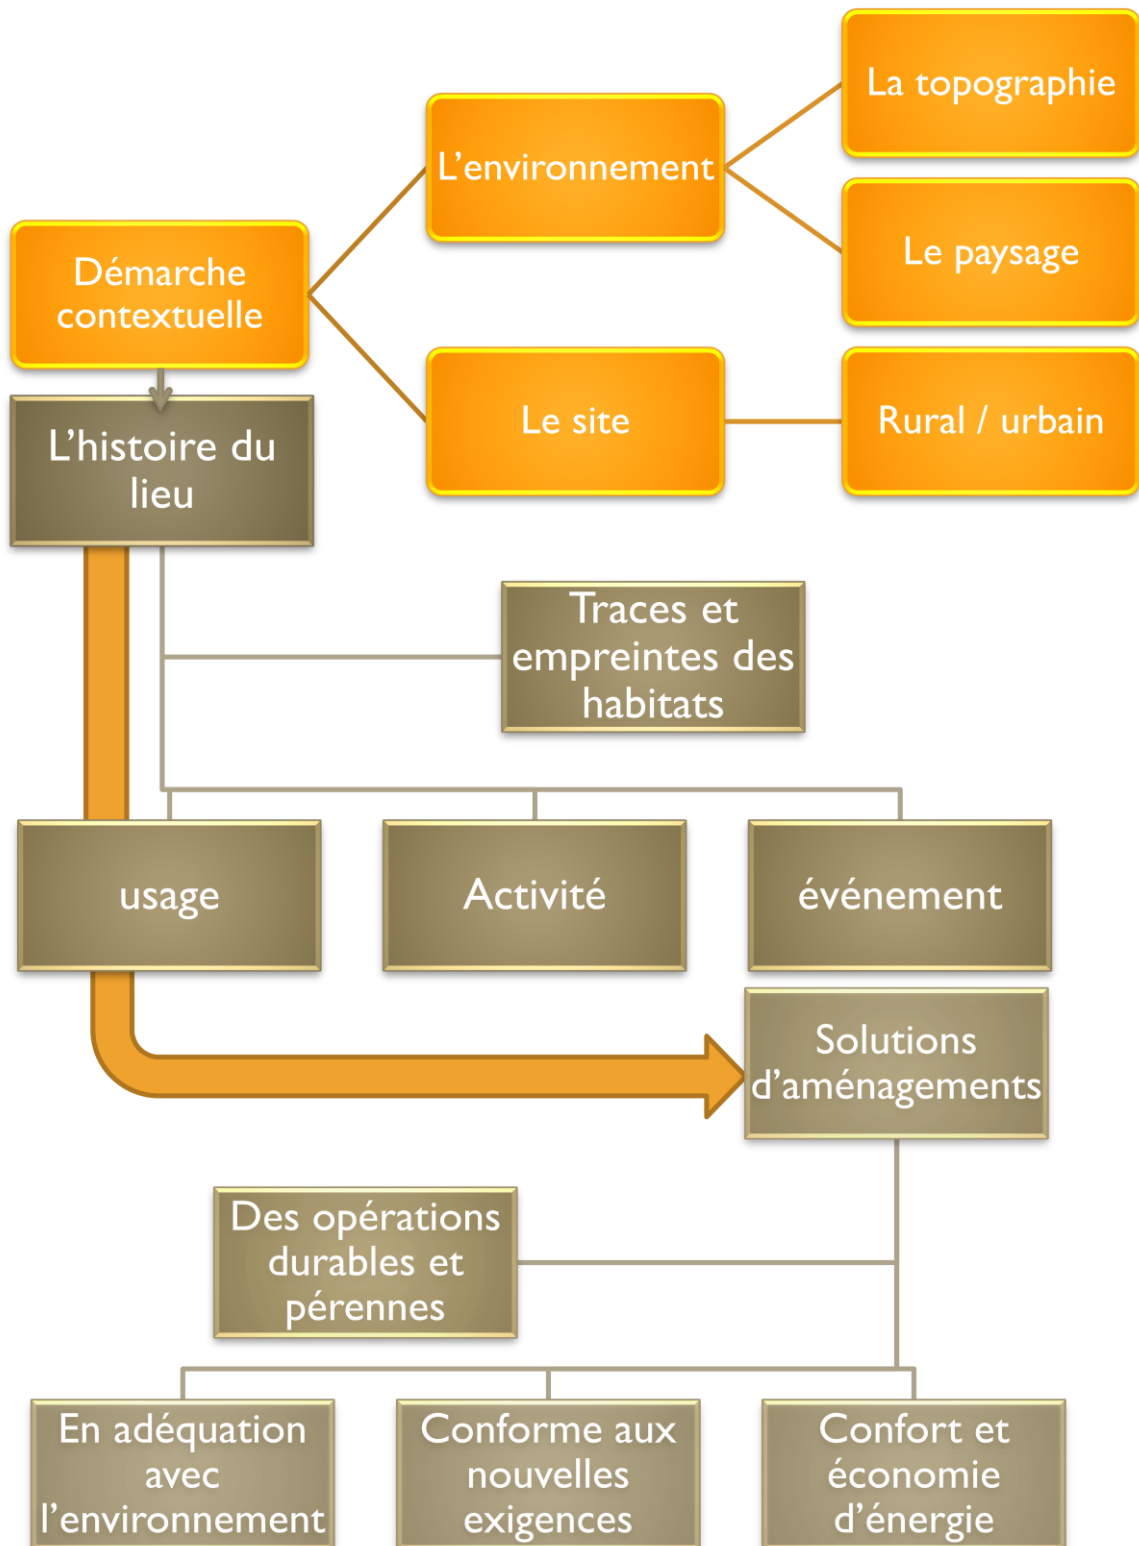 La topographie
L'environnement
Le paysage
Démarche
contextuelle
Le site
Rural / urbain
L'histoire du
lieu
Traces et
empreintes des
habitats
usage
Activité
événement
Solutions
d'aménagements
Des opérations
durables et
pérennes
En adéquation
avec
l'environnement
Conforme aux
nouvelles
exigences
Confort et
économie
d'énergie